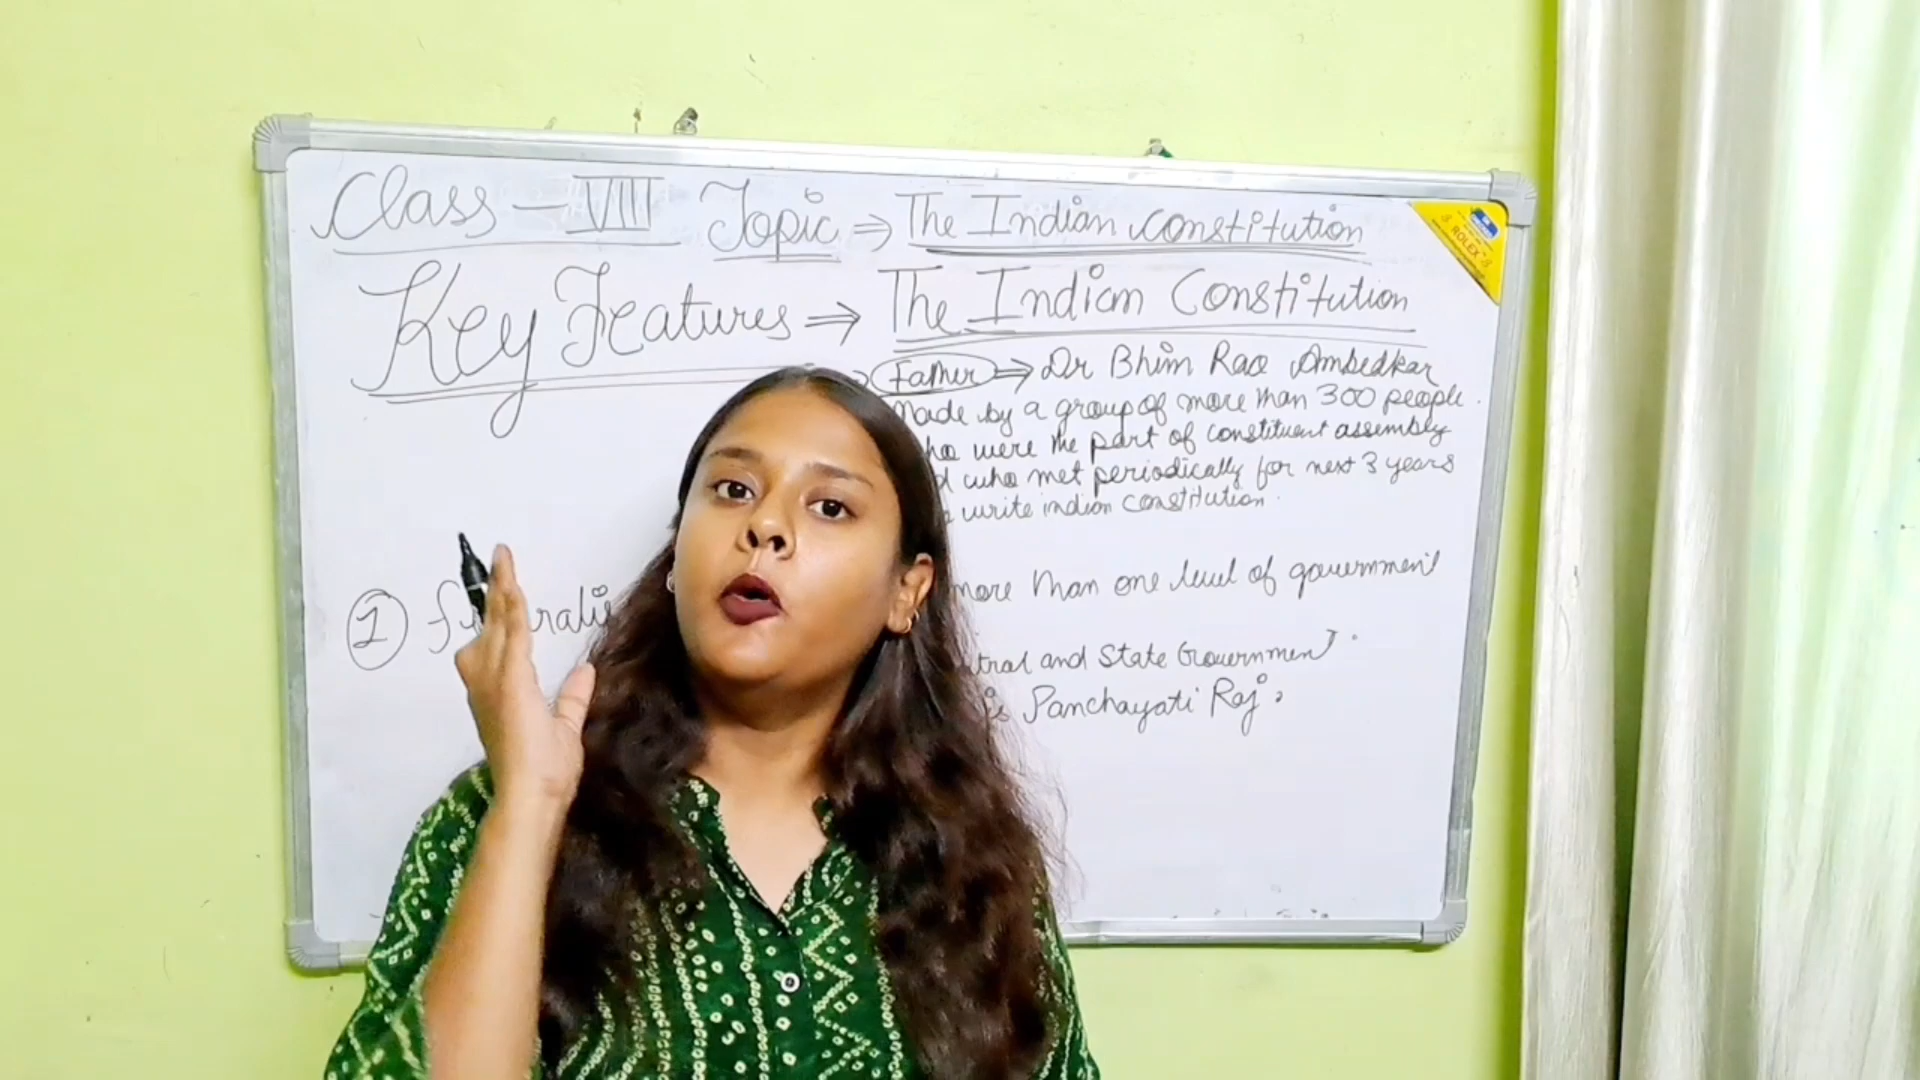 Class - VIII Topic ⇒ The Indian constitution
Key Features ⇒ The Indian Constitution
Father ⇒ Dr Bhim Rao Ambedkar
Made by a group of more than 300 people.
were the part of constituent assembly
who met periodically for next 3 years
write indian constitution.
① more than one level of government
and State Government.
Panchayati Raj.
ROLEX